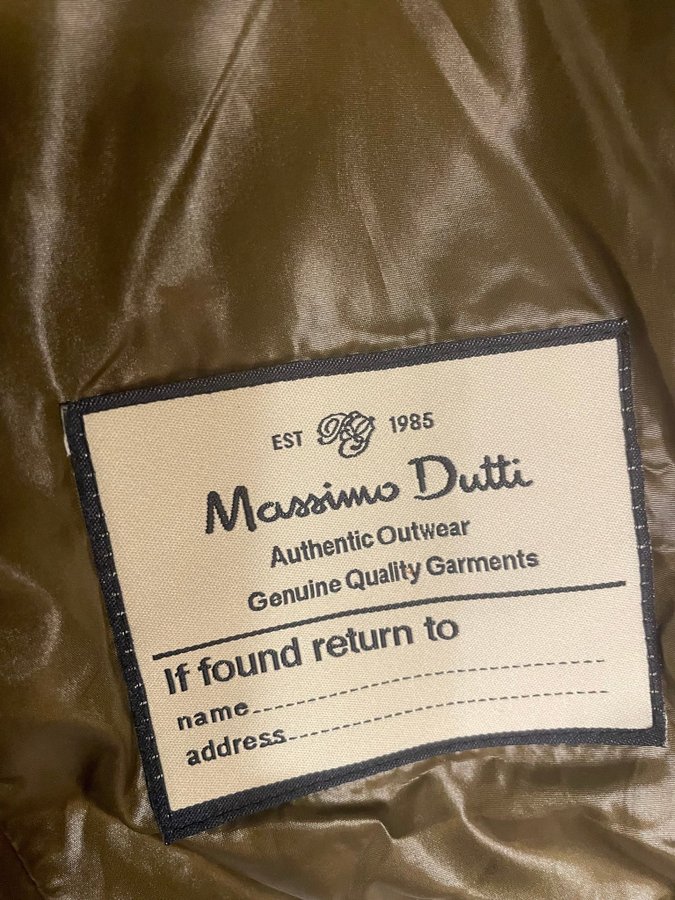 EST 1985
Massimo Dutti
Authentic Outwear
Genuine Quality Garments
If found return to
name
address